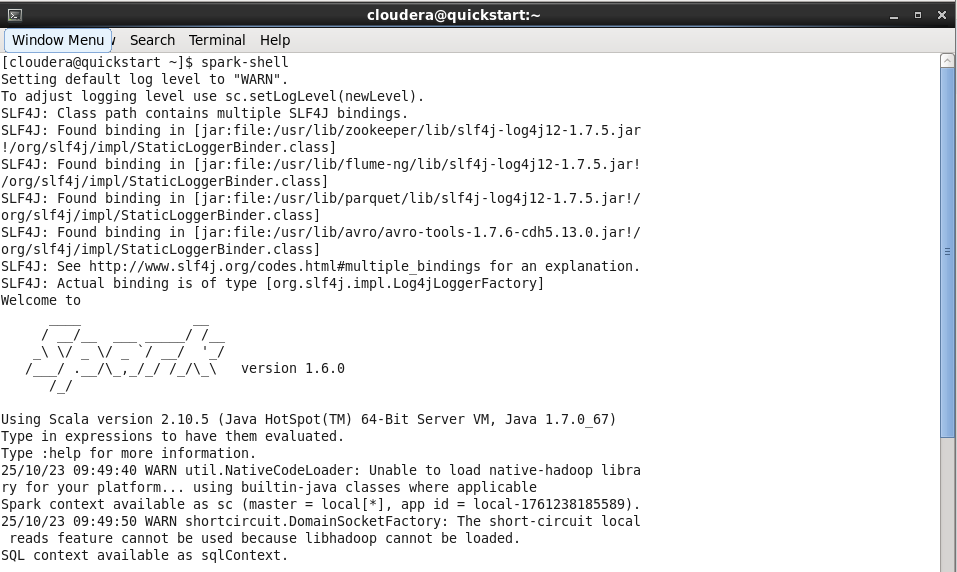 cloudera@quickstart:~
Window Menu Search Terminal Help
[cloudera@quickstart ~]$ spark-shell
Setting default log level to "WARN".
To adjust logging level use sc.setLogLevel(newLevel).
SLF4J: Class path contains multiple SLF4J bindings.
SLF4J: Found binding in [jar:file:/usr/lib/zookeeper/lib/slf4j-log4j12-1.7.5.jar
!/org/slf4j/impl/StaticLoggerBinder.class]
SLF4J: Found binding in [jar:file:/usr/lib/flume-ng/lib/slf4j-log4j12-1.7.5.jar!
/org/slf4j/impl/StaticLoggerBinder.class]
SLF4J: Found binding in [jar:file:/usr/lib/parquet/lib/slf4j-log4j12-1.7.5.jar!/
org/slf4j/impl/StaticLoggerBinder.class]
SLF4J: Found binding in [jar:file:/usr/lib/avro/avro-tools-1.7.6-cdh5.13.0.jar!/
org/slf4j/impl/StaticLoggerBinder.class]
SLF4J: See http://www.slf4j.org/codes.html#multiple_bindings for an explanation.
SLF4J: Actual binding is of type [org.slf4j.impl.Log4jLoggerFactory]
Welcome to
      ____              __
     / __/__  ___ _____/ /__
    _\ \/ _ \/ _ `/ __/  '_/
   /___/ .__/\_,_/_/ /_/\_\   version 1.6.0
      /_/
Using Scala version 2.10.5 (Java HotSpot(TM) 64-Bit Server VM, Java 1.7.0_67)
Type in expressions to have them evaluated.
Type :help for more information.
25/10/23 09:49:40 WARN util.NativeCodeLoader: Unable to load native-hadoop libra
ry for your platform... using builtin-java classes where applicable
Spark context available as sc (master = local[*], app id = local-1761238185589).
25/10/23 09:49:50 WARN shortcircuit.DomainSocketFactory: The short-circuit local
 reads feature cannot be used because libhadoop cannot be loaded.
SQL context available as sqlContext.